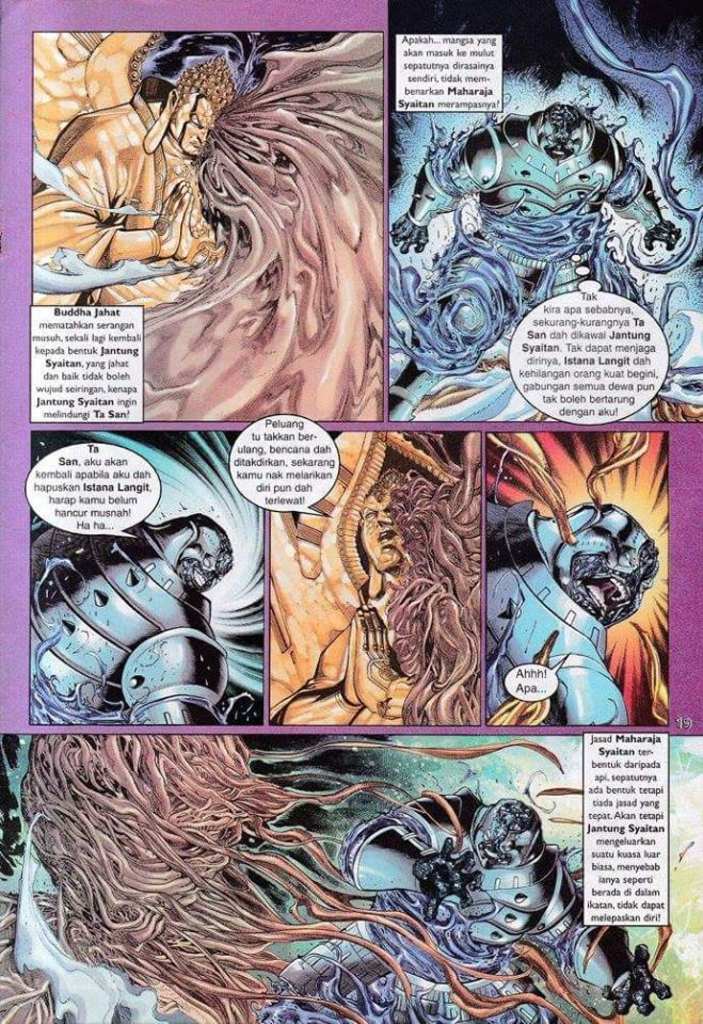 Buddha Jahat
mematahkan serangan
musuh, sekali lagi kembali
kepada bentuk Jantung
Syaitan, yang jahat
dan baik tidak boleh
wujud seiringan, kenapa
Jantung Syaitan ingin
melindungi Ta San!
Apakah... mangsa yang
akan masuk ke mulut
sepatutnya dirasainya
sendiri, tidak mem-
benarkan Maharaja
Syaitan merampasnya!
Tak
kira apa sebabnya,
sekurang-kurangnya Ta
San dah dikawal Jantung
Syaitan. Tak dapat menjaga
dirinya, Istana Langit dah
kehilangan orang kuat begini,
gabungan semua dewa pun
tak boleh bertarung
dengan aku!
Ta
San, aku akan
kembali apabila aku dah
hapuskan Istana Langit,
harap kamu belum
hancur musnah!
Ha ha...
Peluang
tu takkan ber-
ulang, bencana dah
ditakdirkan, sekarang
kamu nak melarikan
diri pun dah
terlewat!
Ahhh!
Apa...
19
Jasad Maharaja
Syaitan ter-
bentuk daripada
api, sepatutnya
ada bentuk tetapi
tiada jasad yang
tepat. Akan tetapi
Jantung Syaitan
mengeluarkan
suatu kuasa luar
biasa, menyebab
ianya seperti
berada di dalam
ikatan, tidak dapat
melepaskan diri!